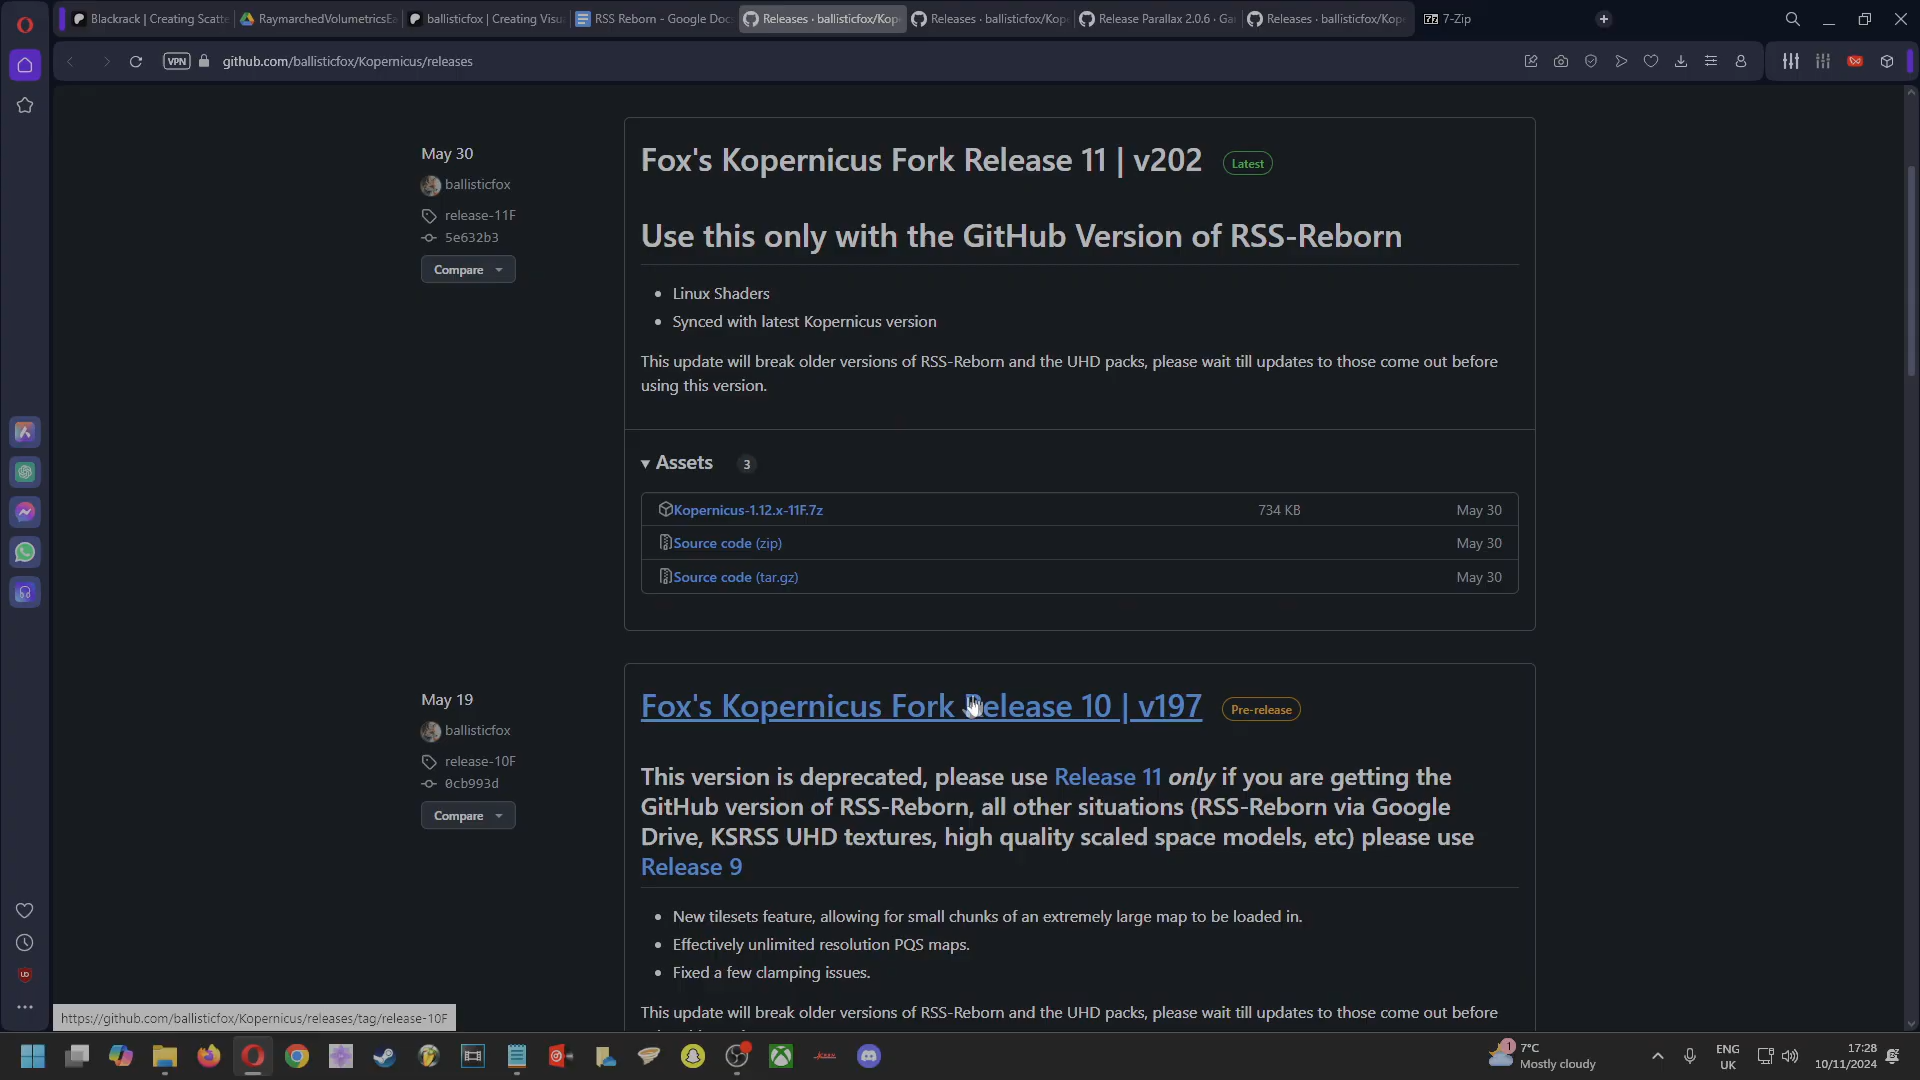 Blackrack | Creating Scatt
RaymarchedVolumetricsEa
ballisticfox | Creating Visu
RSS Reborn - Google Doc
Releases · ballisticfox/Kop
Releases · ballisticfox/Kop
Release Parallax 2.0.6 · Ga
Releases · ballisticfox/Kop
7-Zip
VPN
github.com/ballisticfox/Kopernicus/releases
May 30
ballisticfox
release-11F
5e632b3
Compare
Fox's Kopernicus Fork Release 11 | v202
Latest
Use this only with the GitHub Version of RSS-Reborn
• Linux Shaders
• Synced with latest Kopernicus version
This update will break older versions of RSS-Reborn and the UHD packs, please wait till updates to those come out before
using this version.
Assets 3
Kopernicus-1.12.x-11F.7z 734 KB May 30
Source code (zip) May 30
Source code (tar.gz) May 30
May 19
ballisticfox
release-10F
0cb993d
Compare
Fox's Kopernicus Fork Release 10 | v197
Pre-release
This version is deprecated, please use Release 11 only if you are getting the
GitHub version of RSS-Reborn, all other situations (RSS-Reborn via Google
Drive, KSRSS UHD textures, high quality scaled space models, etc) please use
Release 9
• New tilesets feature, allowing for small chunks of an extremely large map to be loaded in.
• Effectively unlimited resolution PQS maps.
• Fixed a few clamping issues.
This update will break older versions of RSS-Reborn and the UHD packs, please wait till updates to those come out before
https://github.com/ballisticfox/Kopernicus/releases/tag/release-10F
1
7°C
Mostly cloudy
ENG
UK
17:28
10/11/2024